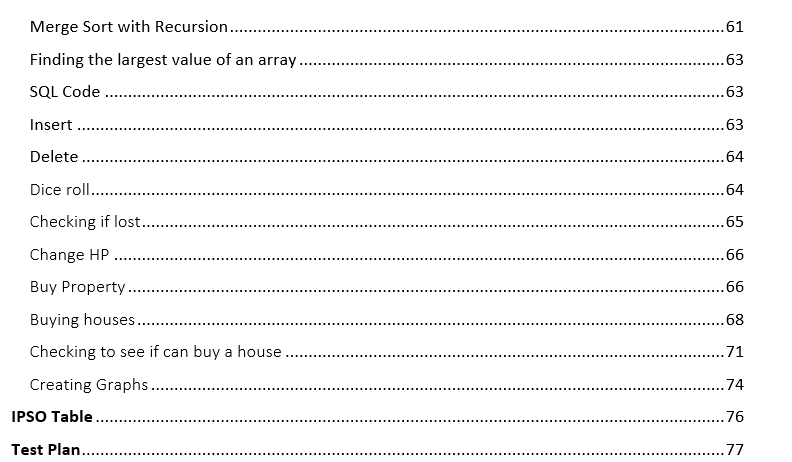 Merge Sort with Recursion........................................................................................................61
Finding the largest value of an array........................................................................................63
SQL Code ..................................................................................................................................63
Insert ........................................................................................................................................63
Delete.......................................................................................................................................64
Dice roll.....................................................................................................................................64
Checking if lost..........................................................................................................................65
Change HP ................................................................................................................................66
Buy Property.............................................................................................................................66
Buying houses...........................................................................................................................68
Checking to see if can buy a house ...........................................................................................71
Creating Graphs........................................................................................................................74
IPSO Table....................................................................................................................................76
Test Plan.......................................................................................................................................77